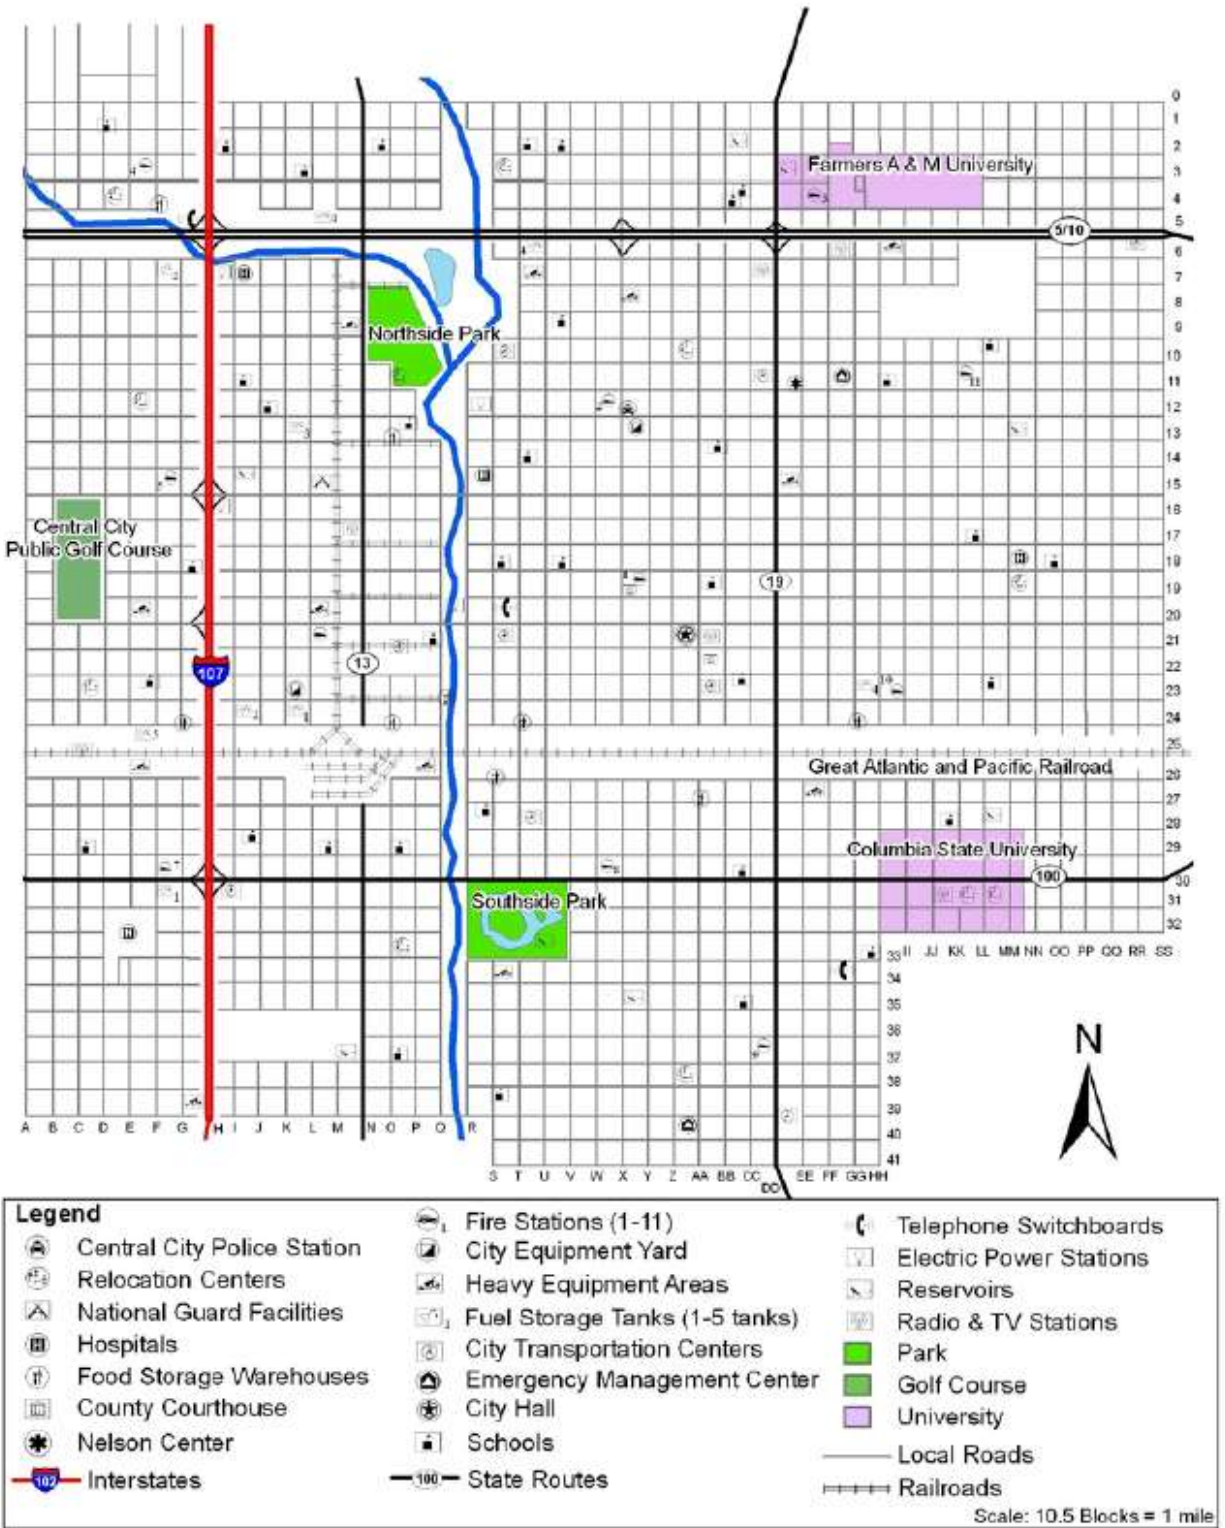 0
1
2
Farmers A & M University
3
4
5
5/10
6
7
8
Northside Park
9
10
11
12
13
14
15
16
Central City
Public Golf Course
17
18
19
19
20
21
107
13
22
23
24
25
Great Atlantic and Pacific Railroad
26
27
28
Columbia State University
29
100
30
Southside Park
31
32
II JJ KK LL MM NN OO PP QQ RR SS
33
34
35
36
N
37
38
39
A B C D E F G H I J K L M N O P Q R
40
41
S T U V W X Y Z AA BB CC DD EE FF GG HH
Legend
Central City Police Station
Relocation Centers
National Guard Facilities
Hospitals
Food Storage Warehouses
County Courthouse
Nelson Center
102 Interstates
Fire Stations (1-11)
City Equipment Yard
Heavy Equipment Areas
Fuel Storage Tanks (1-5 tanks)
City Transportation Centers
Emergency Management Center
City Hall
Schools
100 State Routes
Telephone Switchboards
Electric Power Stations
Reservoirs
Radio & TV Stations
Park
Golf Course
University
Local Roads
Railroads
Scale: 10.5 Blocks = 1 mile